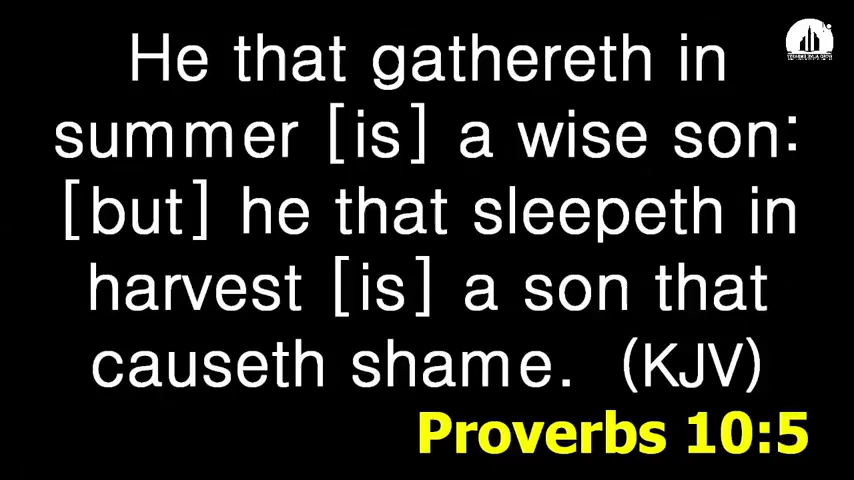 He that gathereth in
summer [is] a wise son:
[but] he that sleepeth in
harvest [is] a son that
causeth shame. (KJV)
Proverbs 10:5